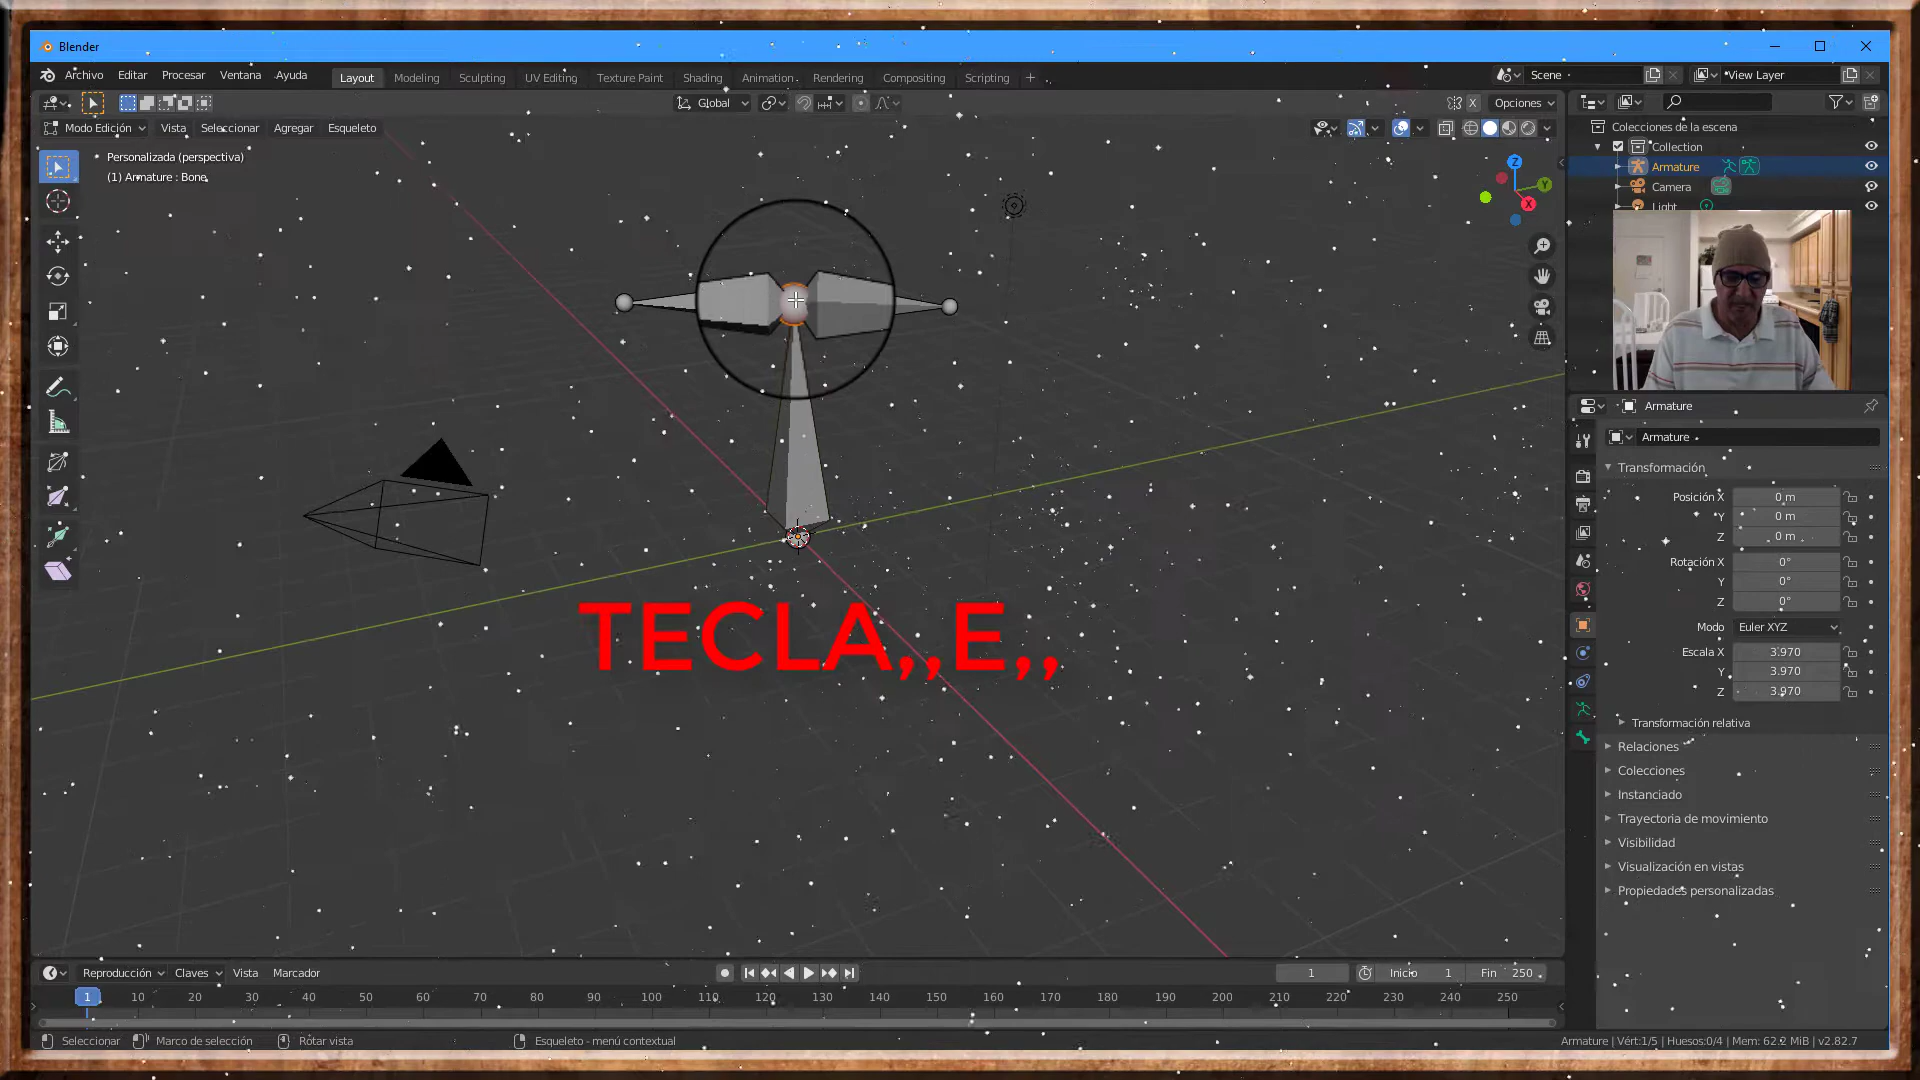 Blender
Archivo Editar Procesar Ventana Ayuda Layout Modeling Sculpting UV Editing Texture Paint Shading Animation Rendering Compositing Scripting + Scene View Layer
Global Opciones
Modo Edición Vista Seleccionar Agregar Esqueleto
Personalizada (perspectiva)
(1) Armature : Bone
Z
Y
X
Colecciones de la escena
Collection
Armature
Camera
Light
TECLA,,E,,
Armature
Armature
Transformación
Posición X 0 m
Y 0 m
Z 0 m
Rotación X 0°
Y 0°
Z 0°
Modo Euler XYZ
Escala X 3.970
Y 3.970
Z 3.970
Transformación relativa
Relaciones
Colecciones
Instanciado
Trayectoria de movimiento
Visibilidad
Visualización en vistas
Propiedades personalizadas
Reproducción Claves Vista Marcador 1 Inicio 1 Fin 250
1 10 20 30 40 50 60 70 80 90 100 110 120 130 140 150 160 170 180 190 200 210 220 230 240 250
Seleccionar Marco de selección Rotar vista Esqueleto - menú contextual Armature | Vért:1/5 | Huesos:0/4 | Mem: 62.2 MiB | v2.82.7